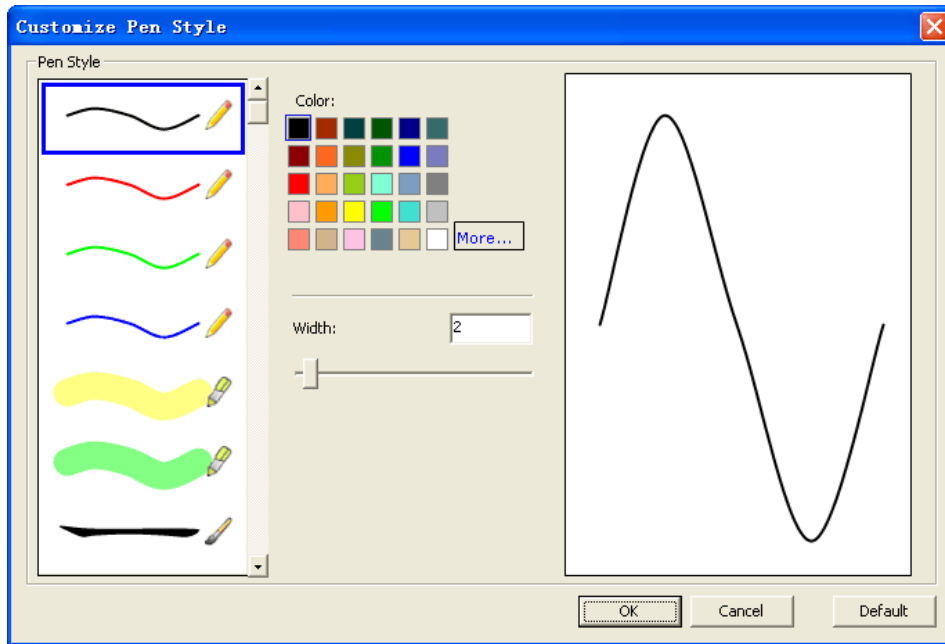 Customize Pen Style
Pen Style
Color:
More...
Width:
2
OK
Cancel
Default